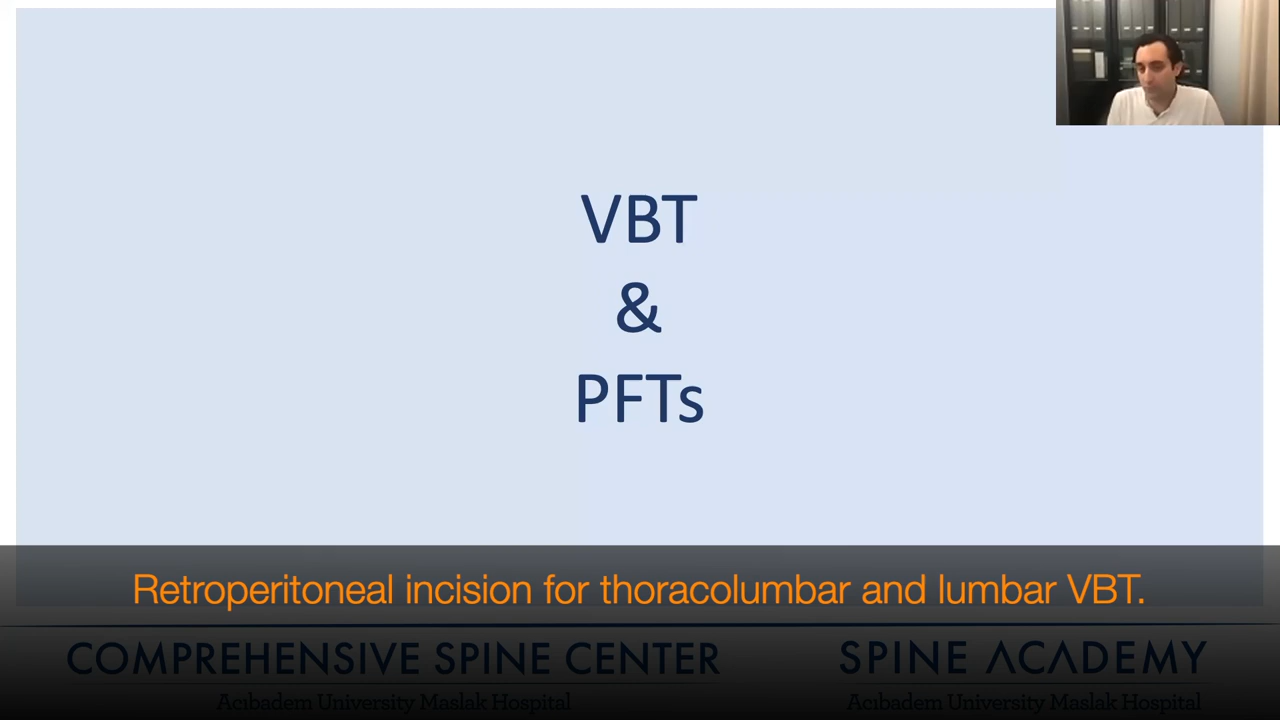 VBT
&
PFTs
Retroperitoneal incision for thoracolumbar and lumbar VBT.
COMPREHENSIVE SPINE CENTER
Acıbadem University Maslak Hospital
SPINE ACADEMY
Acıbadem University Maslak Hospital